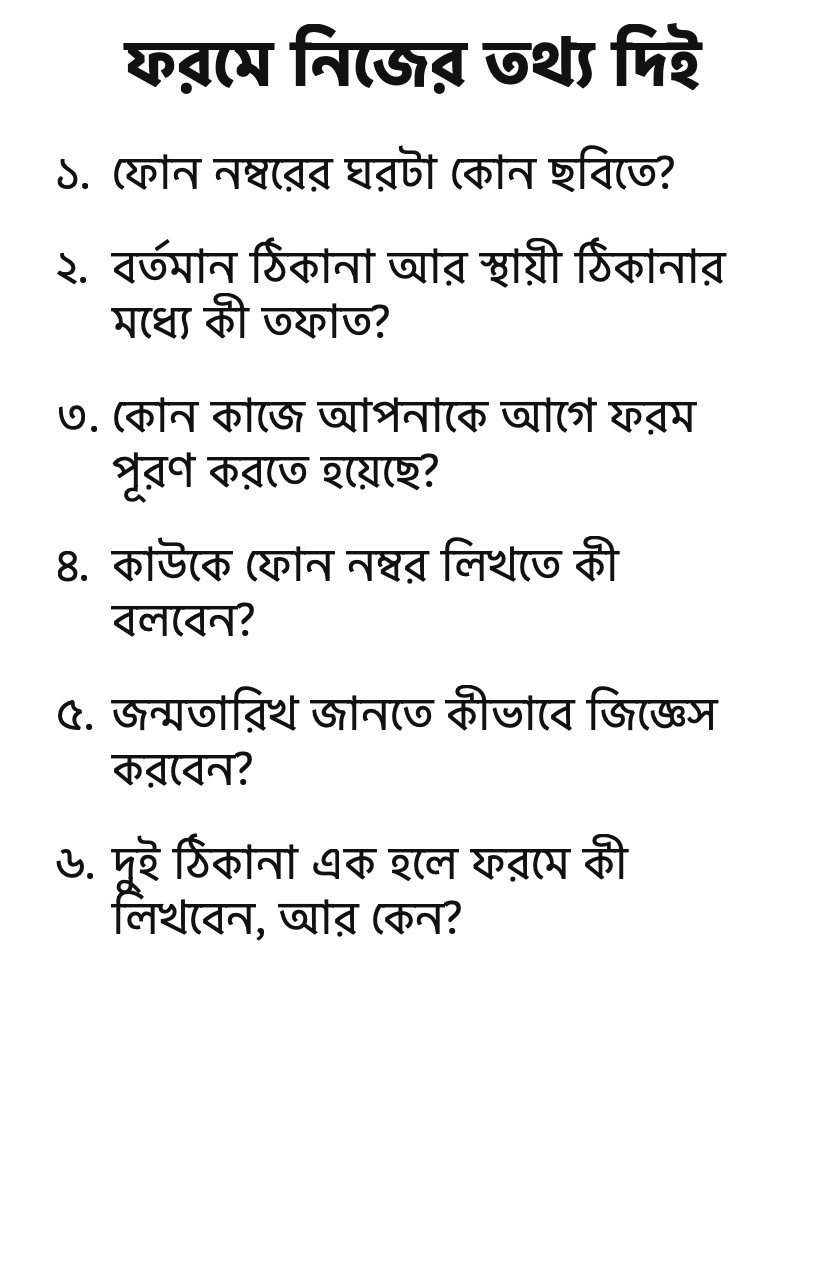 ফরমে নিজের তথ্য দিই
১. ফোন নম্বরের ঘরটা কোন ছবিতে?
২. বর্তমান ঠিকানা আর স্থায়ী ঠিকানার
মধ্যে কী তফাত?
৩. কোন কাজে আপনাকে আগে ফরম
পূরণ করতে হয়েছে?
৪. কাউকে ফোন নম্বর লিখতে কী
বলবেন?
৫. জন্মতারিখ জানতে কীভাবে জিজ্ঞেস
করবেন?
৬. দুই ঠিকানা এক হলে ফরমে কী
লিখবেন, আর কেন?